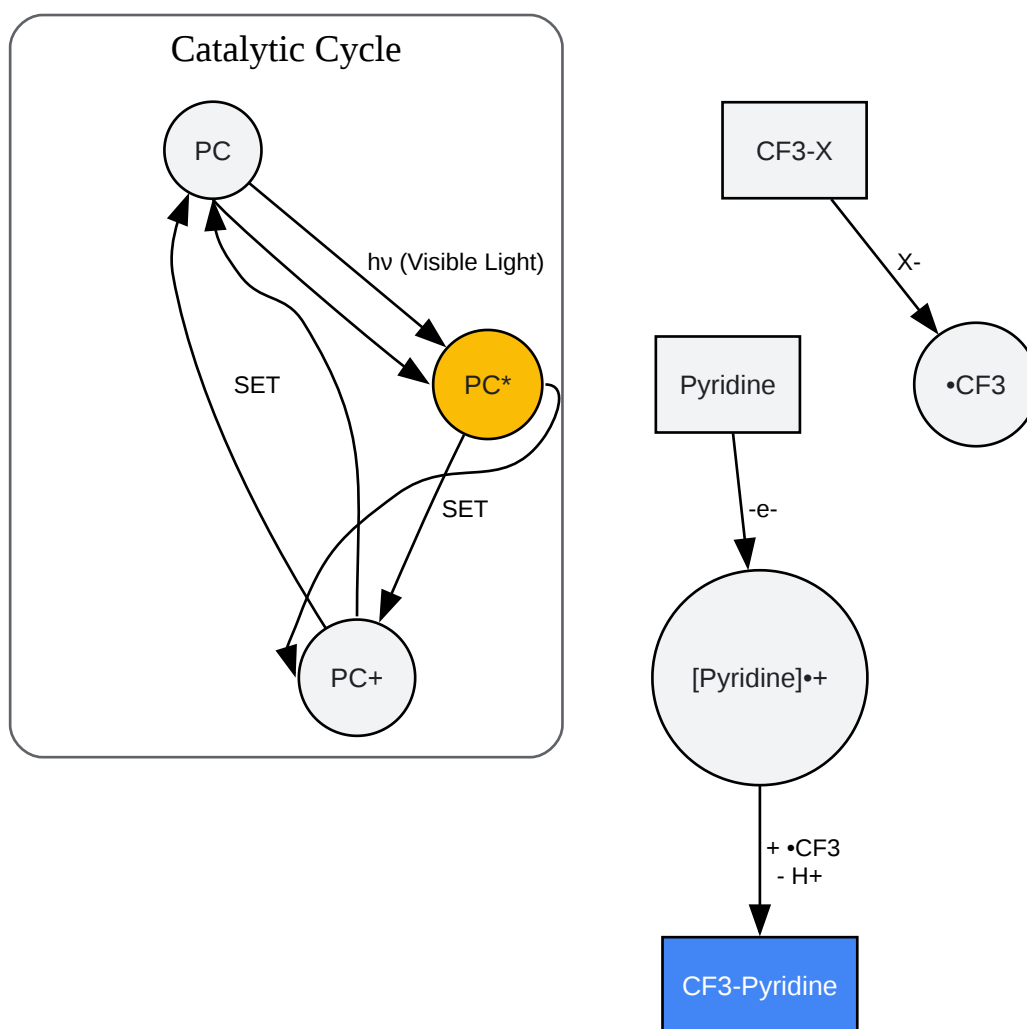 Catalytic Cycle
PC
CF3-X
hν (Visible Light)
X-
SET
PC*
Pyridine
•CF3
SET
-e-
PC+
[Pyridine]•+
+ •CF3
- H+
CF3-Pyridine